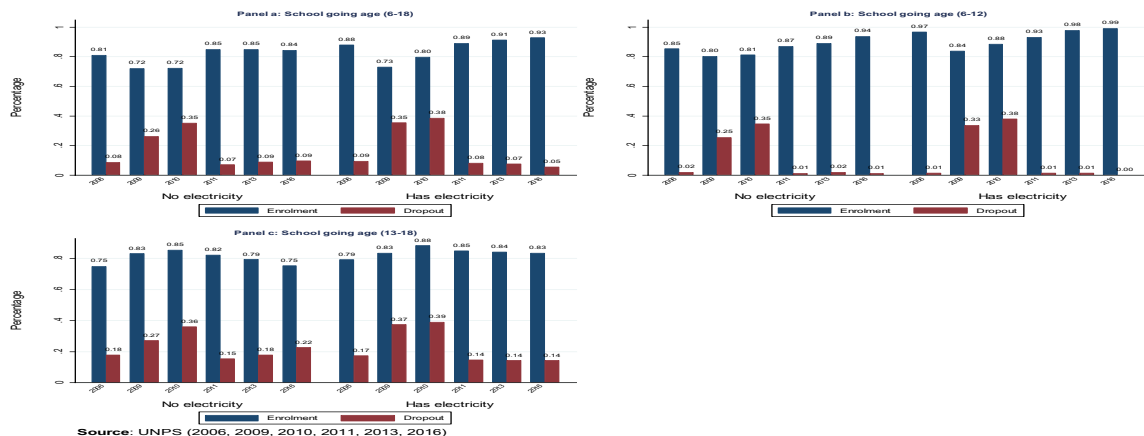 Panel a: School going age (6-18)
Percentage
0 .2 .4 .6 .8 1
0.81 0.72 0.72 0.85 0.85 0.84 0.88 0.73 0.80 0.89 0.91 0.93
0.08 0.26 0.35 0.07 0.09 0.09 0.09 0.35 0.38 0.08 0.07 0.05
2006 2009 2010 2011 2013 2016 2006 2009 2010 2011 2013 2016
No electricity Has electricity
Enrolment Dropout
Panel b: School going age (6-12)
Percentage
0 .2 .4 .6 .8 1
0.85 0.80 0.81 0.87 0.89 0.94 0.97 0.84 0.88 0.93 0.98 0.99
0.02 0.25 0.35 0.01 0.02 0.01 0.01 0.33 0.38 0.01 0.01 0.00
2006 2009 2010 2011 2013 2016 2006 2009 2010 2011 2013 2016
No electricity Has electricity
Enrolment Dropout
Panel c: School going age (13-18)
Percentage
0 .2 .4 .6 .8
0.75 0.83 0.85 0.82 0.79 0.75 0.79 0.83 0.88 0.85 0.84 0.83
0.18 0.27 0.36 0.15 0.18 0.22 0.17 0.37 0.39 0.14 0.14 0.14
2006 2009 2010 2011 2013 2016 2006 2009 2010 2011 2013 2016
No electricity Has electricity
Enrolment Dropout
Source: UNPS (2006, 2009, 2010, 2011, 2013, 2016)